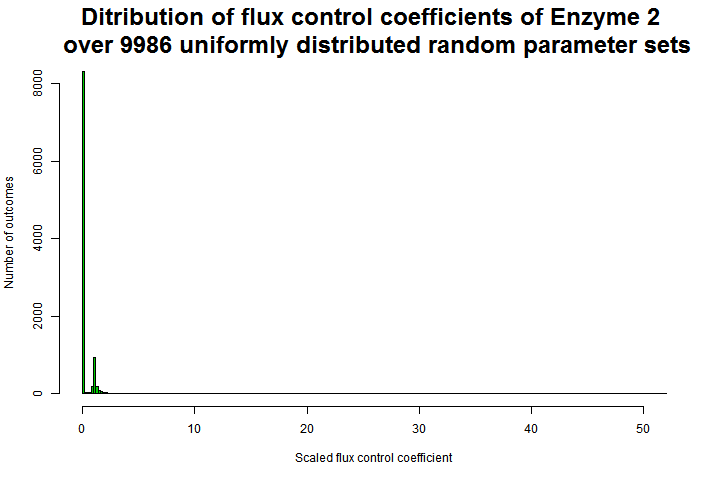 Ditribution of flux control coefficients of Enzyme 2
over 9986 uniformly distributed random parameter sets
8000
6000
4000
2000
0
Number of outcomes
0 10 20 30 40 50
Scaled flux control coefficient